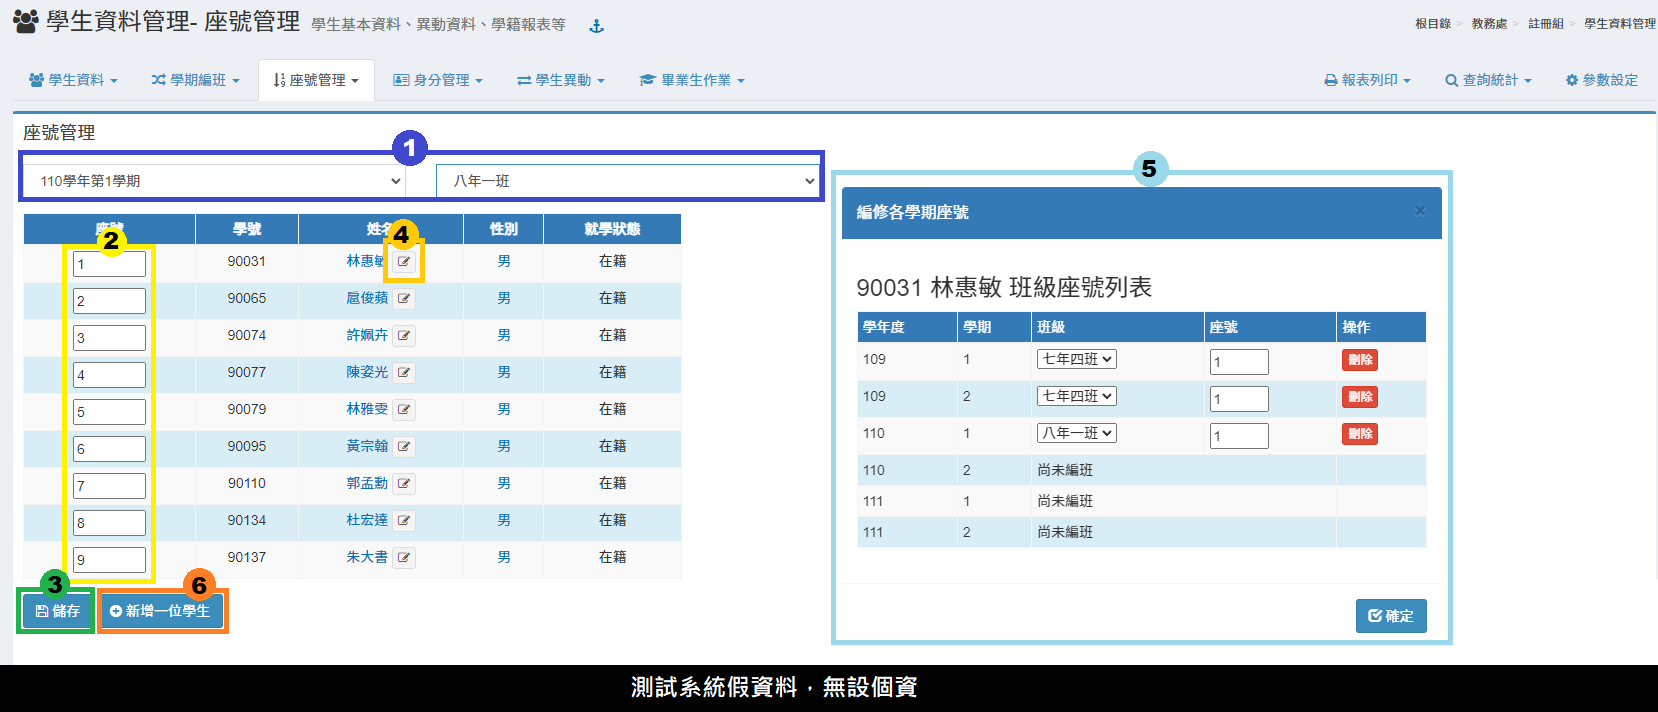 學生資料管理- 座號管理 學生基本資料、異動資料、學籍報表等
根目錄 > 教務處 > 註冊組 > 學生資料管理
學生資料 學期編班 座號管理 身分管理 學生異動 畢業生作業 報表列印 查詢統計 參數設定
座號管理
1
110學年第1學期 八年一班
座號 學號 姓名 性別 就學狀態
2
4
1 90031 林惠敏 男 在籍
2 90065 扈俊蘋 男 在籍
3 90074 許姵卉 男 在籍
4 90077 陳姿光 男 在籍
5 90079 林雅雯 男 在籍
6 90095 黃宗翰 男 在籍
7 90110 郭孟勳 男 在籍
8 90134 杜宏達 男 在籍
9 90137 朱大書 男 在籍
3
儲存
6
新增一位學生
5
編修各學期座號 ×
90031 林惠敏 班級座號列表
學年度 學期 班級 座號 操作
109 1 七年四班 1 刪除
109 2 七年四班 1 刪除
110 1 八年一班 1 刪除
110 2 尚未編班
111 1 尚未編班
111 2 尚未編班
確定
測試系統假資料，無設個資